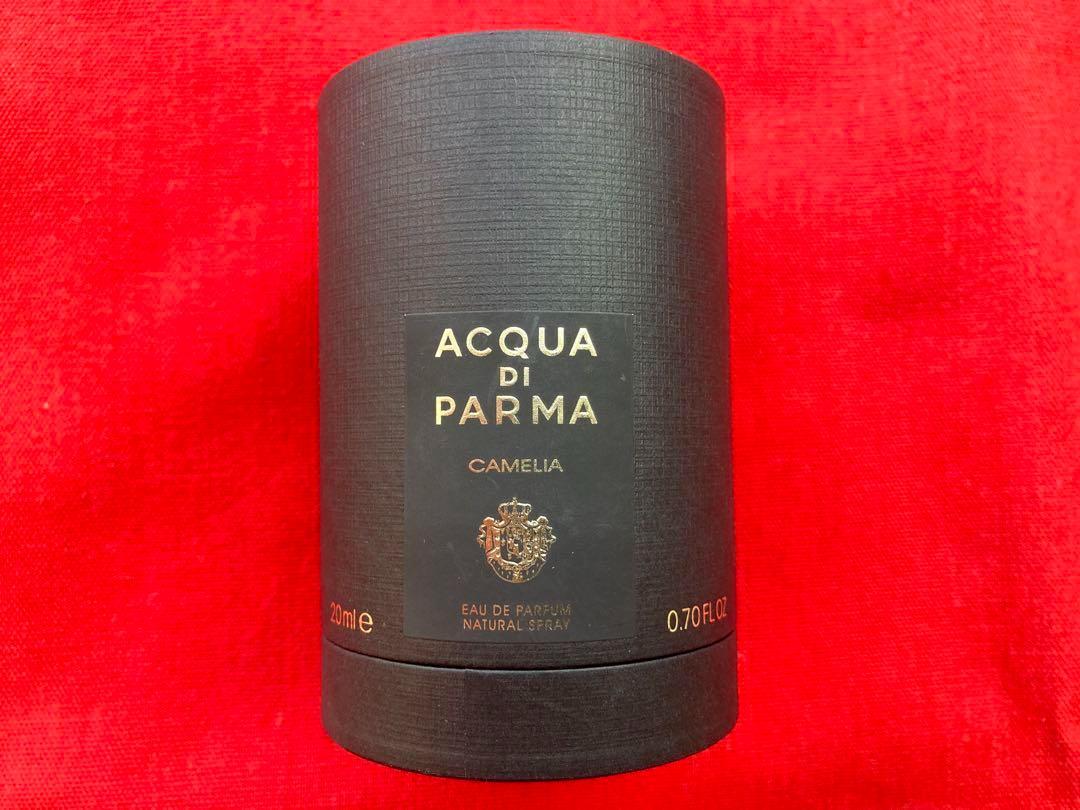 ACQUA
DI
PARMA
CAMELIA
EAU DE PARFUM
NATURAL SPRAY
20ml e
0.70 FL OZ